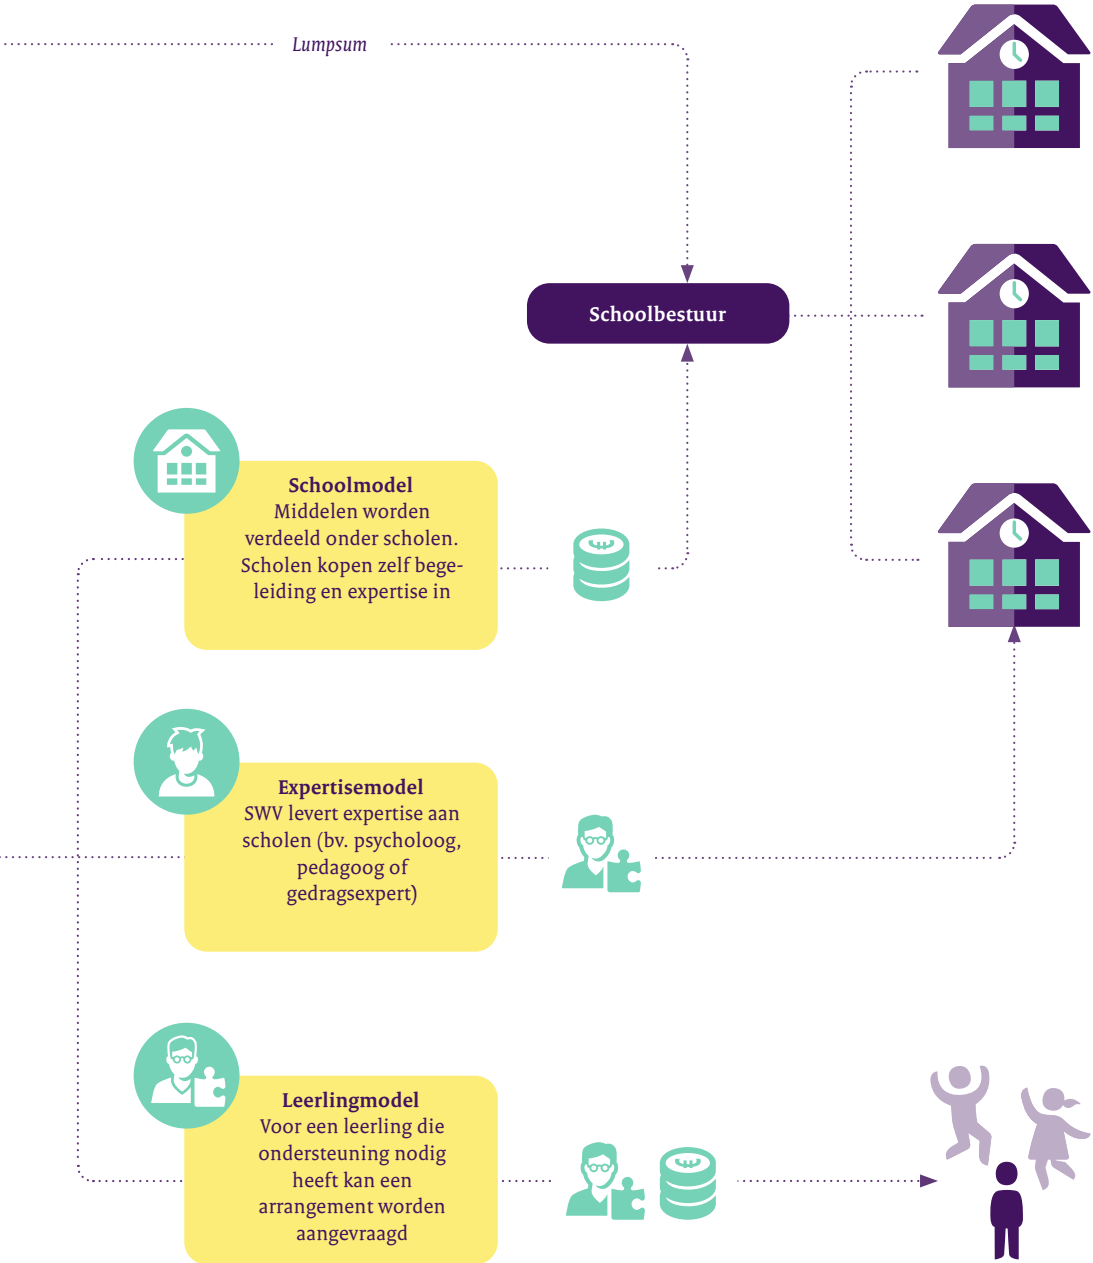 Lumpsum
Schoolbestuur
Schoolmodel
Middelen worden
verdeeld onder scholen.
Scholen kopen zelf bege-
leiding en expertise in
Expertisemodel
SWV levert expertise aan
scholen (bv. psycholoog,
pedagoog of
gedragsexpert)
Leerlingmodel
Voor een leerling die
ondersteuning nodig
heeft kan een
arrangement worden
aangevraagd